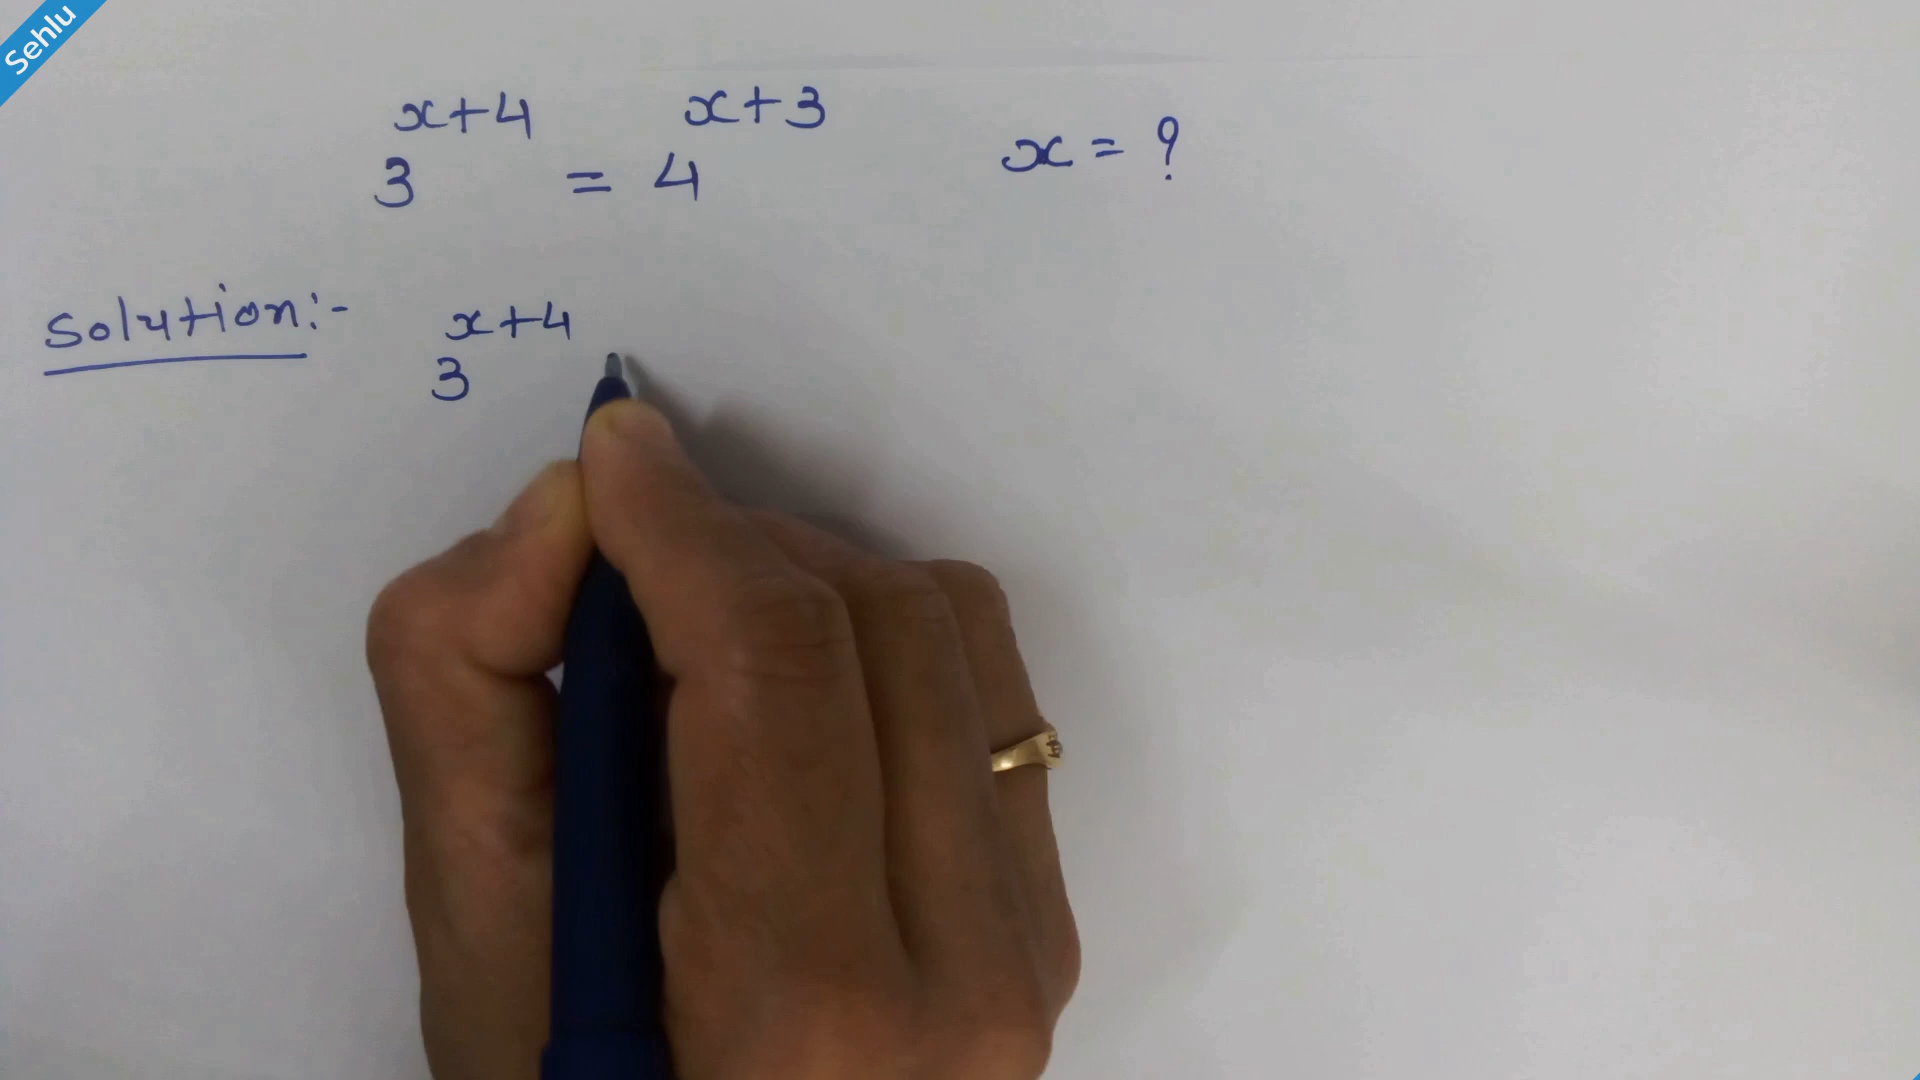 Sehlu
3^{x+4} = 4^{x+3}    x = ?
Solution:- 3^{x+4}